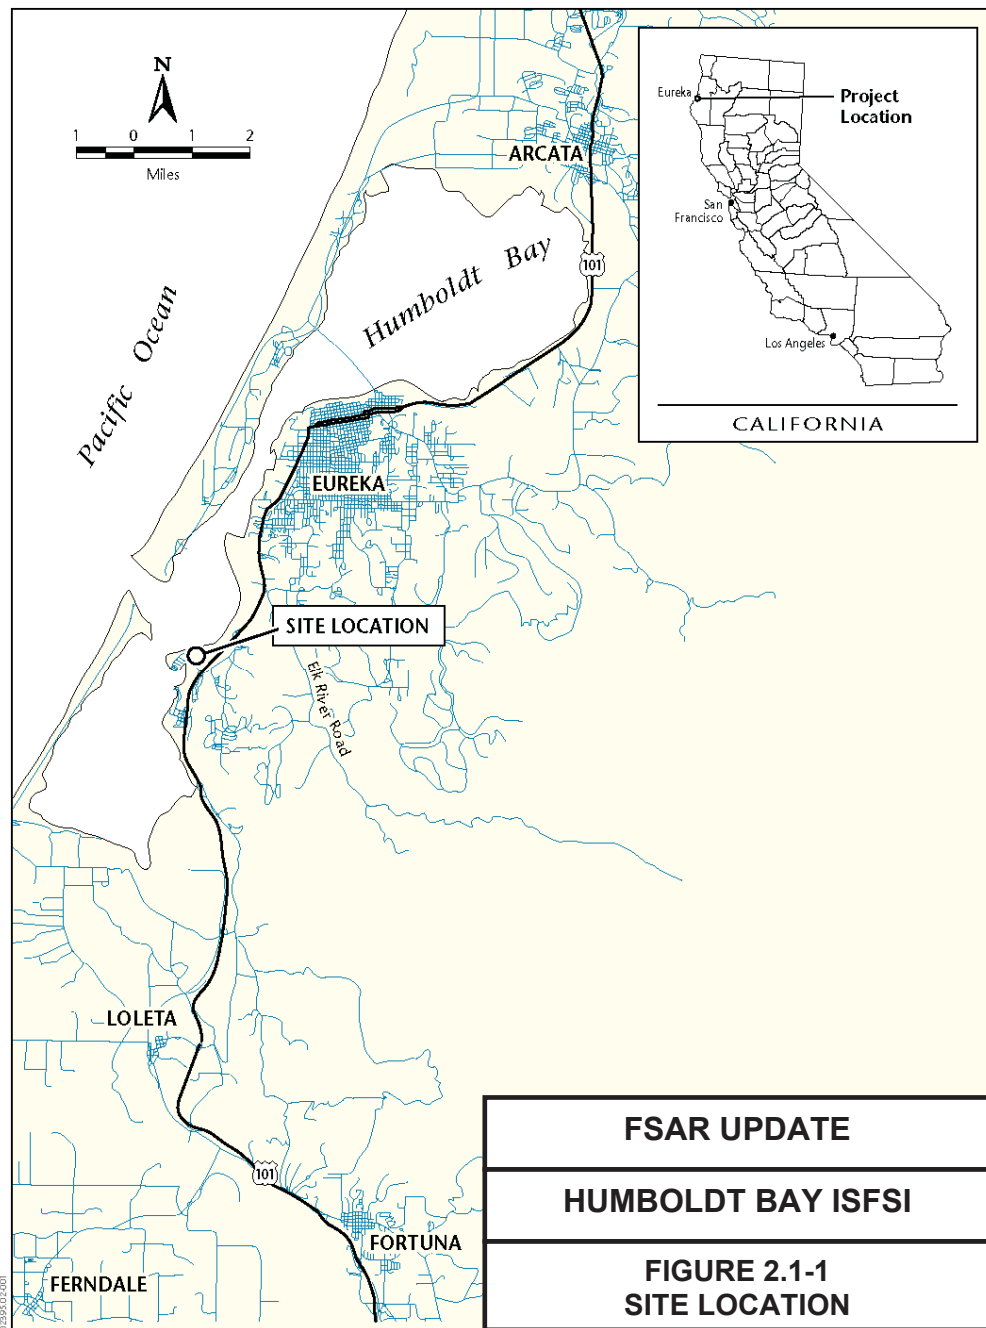 N
1 0 1 2
Miles
Pacific Ocean
Humboldt Bay
ARCATA
101
EUREKA
SITE LOCATION
Elk River Road
LOLETA
101
FORTUNA
FERNDALE
Eureka
Project
Location
San
Francisco
Los Angeles
CALIFORNIA
FSAR UPDATE
HUMBOLDT BAY ISFSI
FIGURE 2.1-1
SITE LOCATION